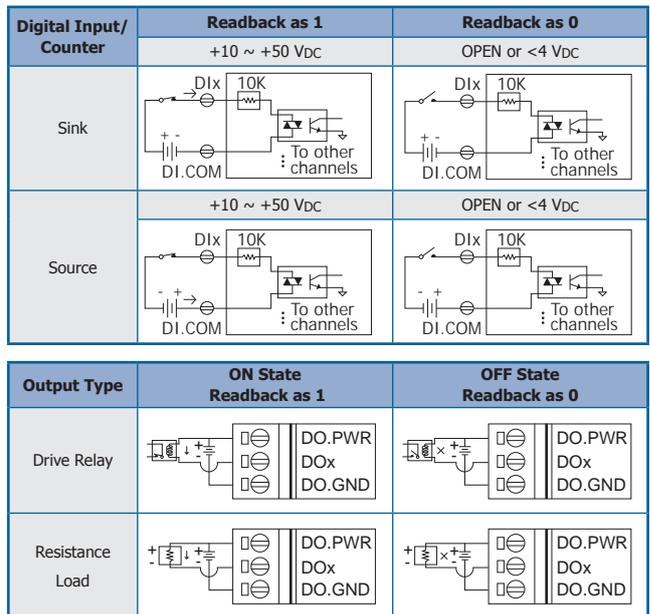 Digital Input/
Counter
Readback as 1
Readback as 0
+10 ~ +50 VDC
OPEN or <4 VDC
Sink
DIx
10K
+ -
DI.COM
To other
channels
DIx
10K
+ -
DI.COM
To other
channels
+10 ~ +50 VDC
OPEN or <4 VDC
Source
DIx
10K
- +
DI.COM
To other
channels
DIx
10K
- +
DI.COM
To other
channels
Output Type
ON State
Readback as 1
OFF State
Readback as 0
Drive Relay
+
-
DO.PWR
DOx
DO.GND
×
+
-
DO.PWR
DOx
DO.GND
Resistance
Load
+
-
+
-
DO.PWR
DOx
DO.GND
+
-
×
+
-
DO.PWR
DOx
DO.GND